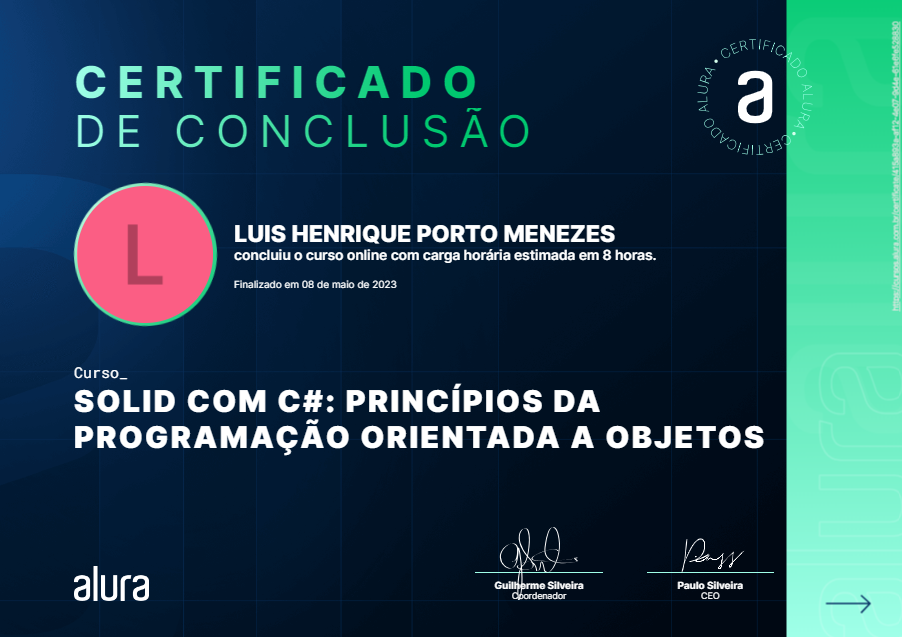 CERTIFICADO
DE CONCLUSÃO
CERTIFICADO ALURA • CERTIFICADO ALURA •
a
L
LUIS HENRIQUE PORTO MENEZES
concluiu o curso online com carga horária estimada em 8 horas.
Finalizado em 08 de maio de 2023
Curso_
SOLID COM C#: PRINCÍPIOS DA
PROGRAMAÇÃO ORIENTADA A OBJETOS
alura
Guilherme Silveira
Coordenador
Paulo Silveira
CEO
alura